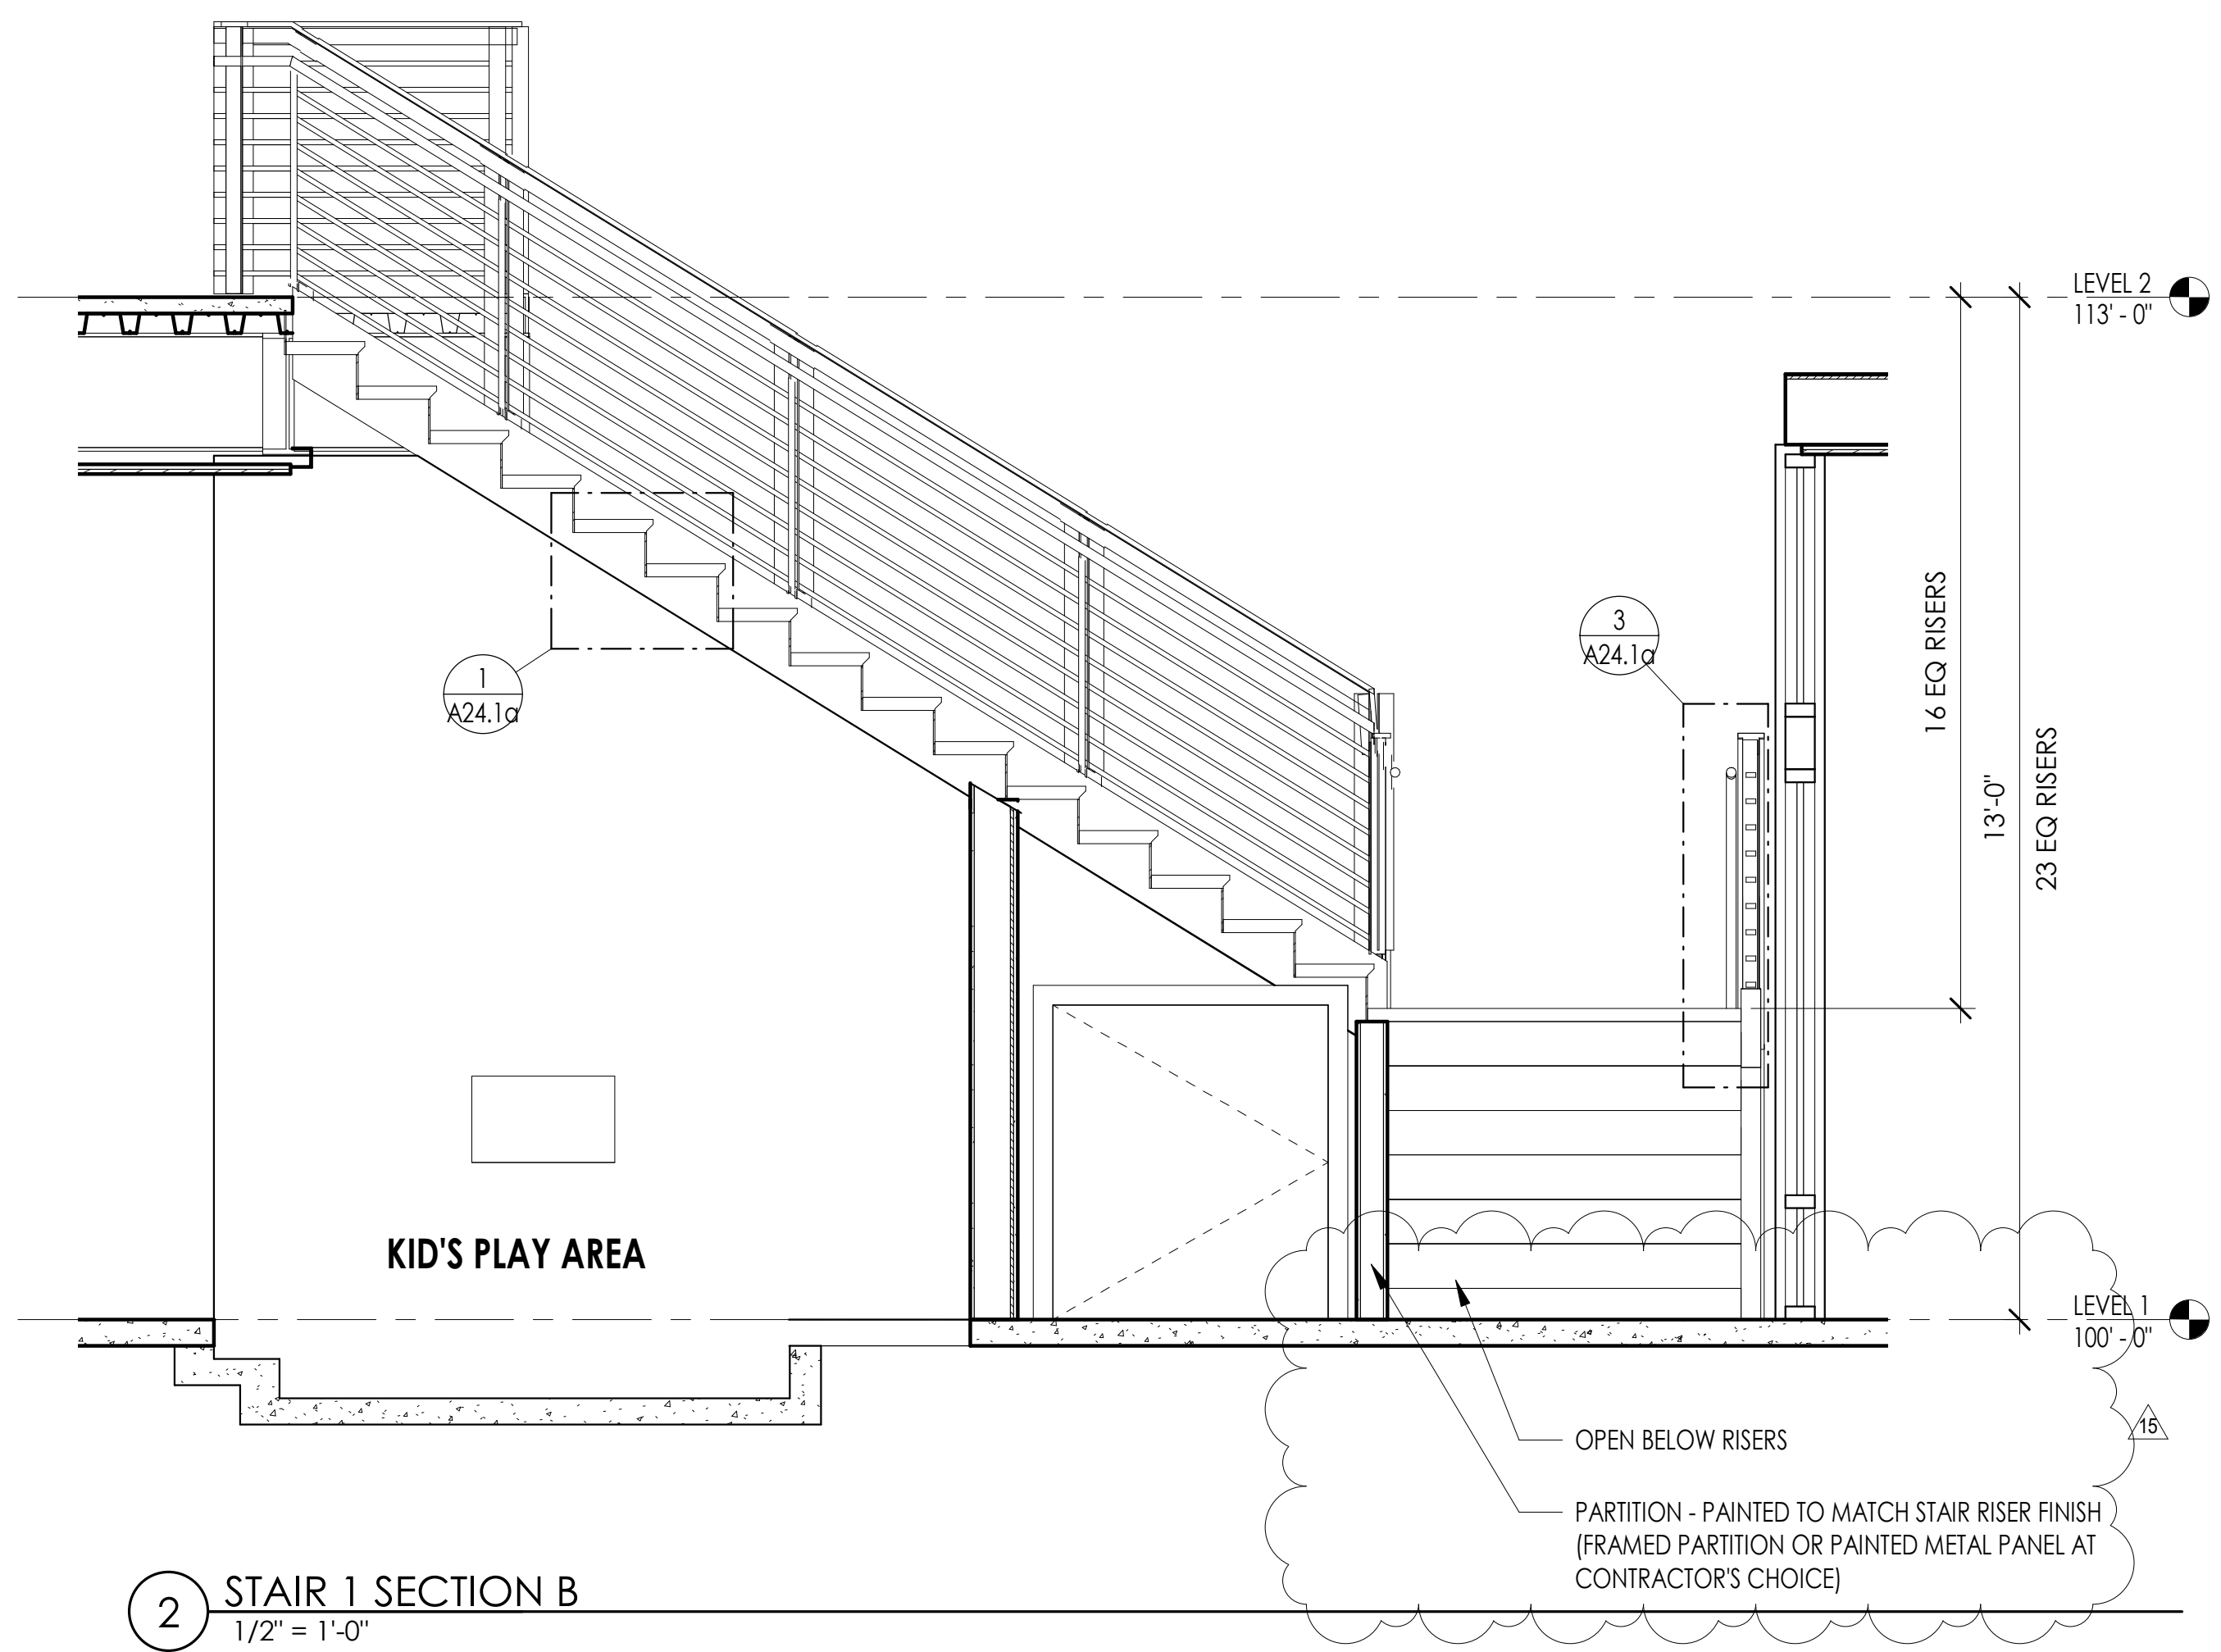 LEVEL 2
113' - 0"
3
A24.1a
16 EQ RISERS
1
A24.1a
13'-0"
23 EQ RISERS
KID'S PLAY AREA
LEVEL 1
100' - 0"
15
OPEN BELOW RISERS
PARTITION - PAINTED TO MATCH STAIR RISER FINISH
(FRAMED PARTITION OR PAINTED METAL PANEL AT
CONTRACTOR'S CHOICE)
2
STAIR 1 SECTION B
1/2" = 1'-0"